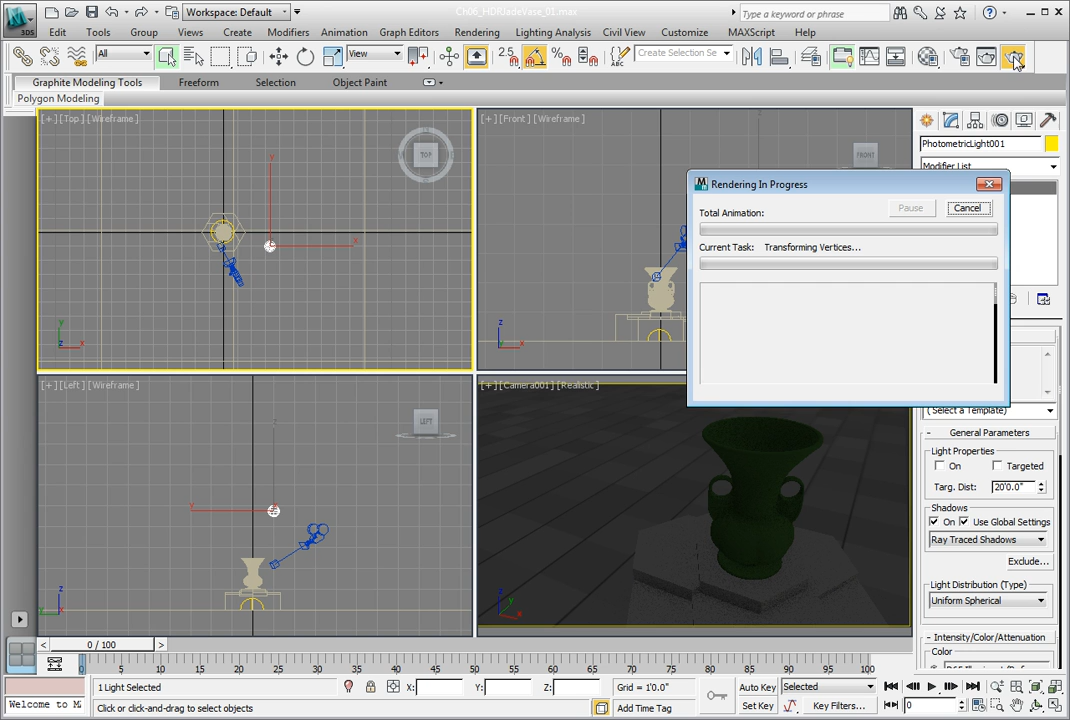 Workspace: Default
Ch06_HDRJadeVase_01.max
Type a keyword or phrase
3DS
Edit Tools Group Views Create Modifiers Animation Graph Editors Rendering Lighting Analysis Civil View Customize MAXScript Help
All View 2.5 Create Selection Se
Graphite Modeling Tools Freeform Selection Object Paint
Polygon Modeling
[+][Top][Wireframe]
[+][Front][Wireframe]
TOP
FRONT
PhotometricLight001
Modifier List
Rendering In Progress
Total Animation:
Pause
Cancel
Current Task: Transforming Vertices...
[+][Left][Wireframe]
[+][Camera001][Realistic]
LEFT
(Select a Template)
- General Parameters
Light Properties
On Targeted
Targ. Dist: 20'0.0"
Shadows
On Use Global Settings
Ray Traced Shadows
Exclude...
Light Distribution (Type)
Uniform Spherical
- Intensity/Color/Attenuation
Color
< 0 / 100 >
0 5 10 15 20 25 30 35 40 45 50 55 60 65 70 75 80 85 90 95 100
1 Light Selected X: Y: Z: Grid = 1'0.0" Auto Key Selected
Welcome to MA Click or click-and-drag to select objects Add Time Tag Set Key Key Filters... 0